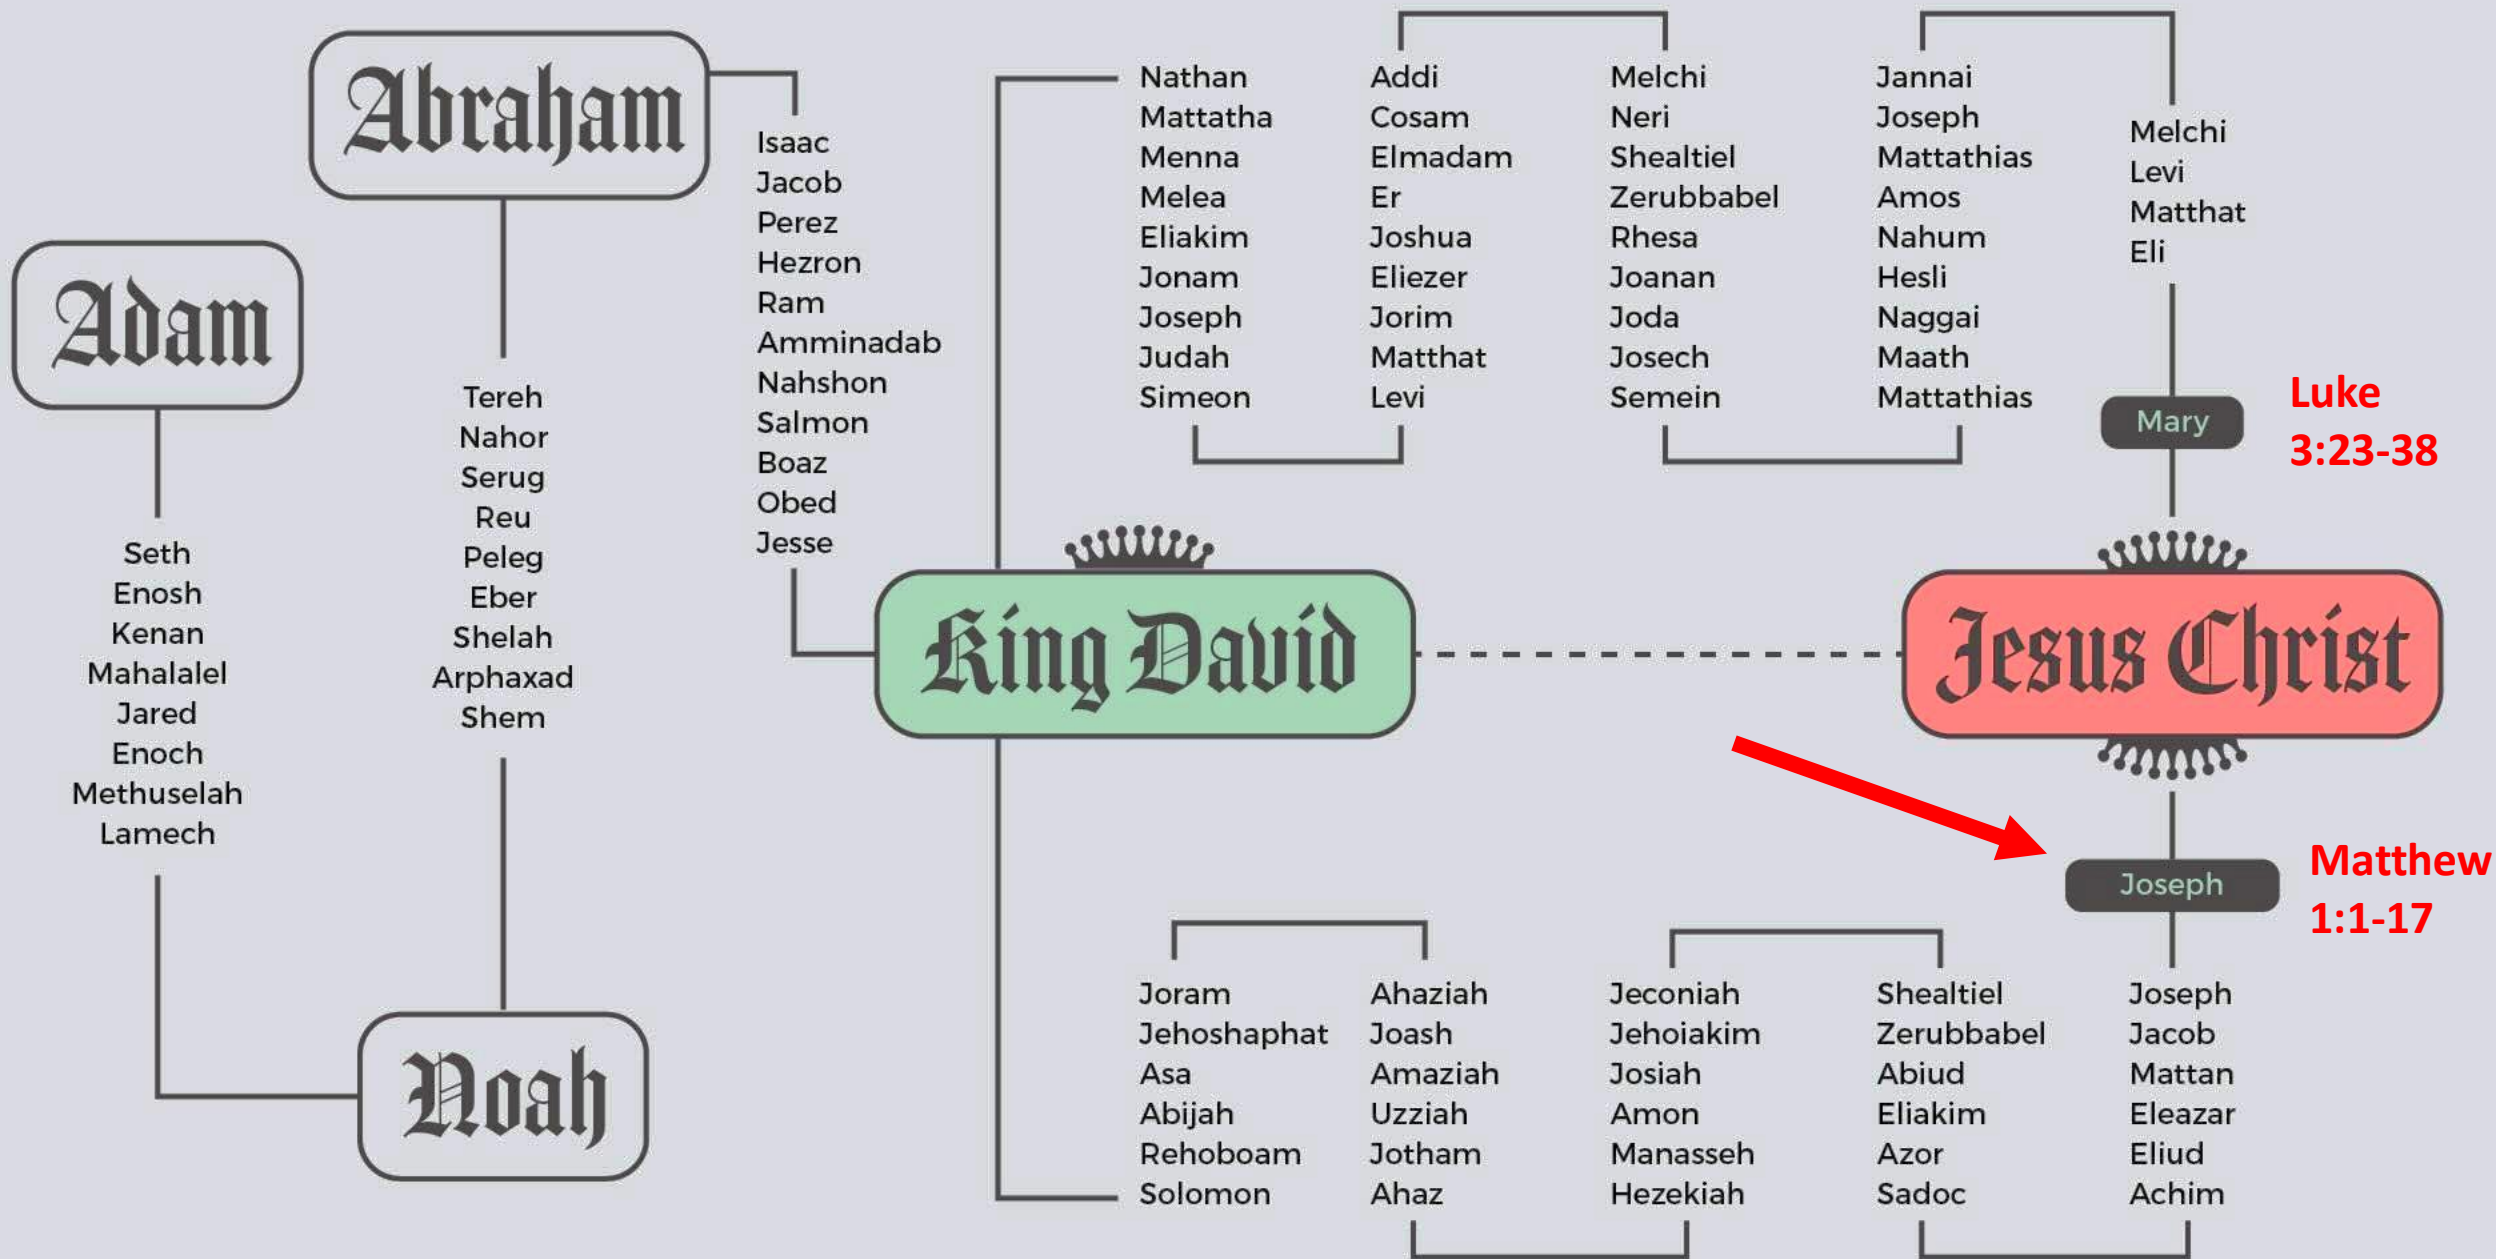 Abraham
Adam
Seth
Enosh
Kenan
Mahalalel
Jared
Enoch
Methuselah
Lamech
Noah
Tereh
Nahor
Serug
Reu
Peleg
Eber
Shelah
Arphaxad
Shem
Isaac
Jacob
Perez
Hezron
Ram
Amminadab
Nahshon
Salmon
Boaz
Obed
Jesse
King David
Nathan
Mattatha
Menna
Melea
Eliakim
Jonam
Joseph
Judah
Simeon
Addi
Cosam
Elmadam
Er
Joshua
Eliezer
Jorim
Matthat
Levi
Melchi
Neri
Shealtiel
Zerubbabel
Rhesa
Joanan
Joda
Josech
Semein
Jannai
Joseph
Mattathias
Amos
Nahum
Hesli
Naggai
Maath
Mattathias
Melchi
Levi
Matthat
Eli
Mary
Luke
3:23-38
Jesus Christ
Joseph
Matthew
1:1-17
Joram
Jehoshaphat
Asa
Abijah
Rehoboam
Solomon
Ahaziah
Joash
Amaziah
Uzziah
Jotham
Ahaz
Jeconiah
Jehoiakim
Josiah
Amon
Manasseh
Hezekiah
Shealtiel
Zerubbabel
Abiud
Eliakim
Azor
Sadoc
Joseph
Jacob
Mattan
Eleazar
Eliud
Achim